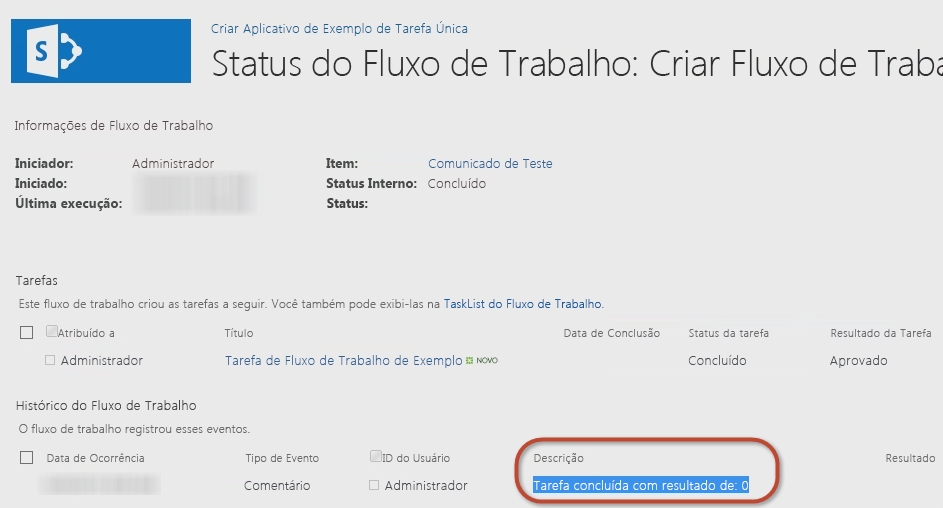 S
Criar Aplicativo de Exemplo de Tarefa Única
Status do Fluxo de Trabalho: Criar Fluxo de Traba
Informações de Fluxo de Trabalho
Iniciador: Administrador Item: Comunicado de Teste
Iniciado: Status Interno: Concluído
Última execução: Status:
Tarefas
Este fluxo de trabalho criou as tarefas a seguir. Você também pode exibi-las na TaskList do Fluxo de Trabalho.
Atribuído a Título Data de Conclusão Status da tarefa Resultado da Tarefa
Administrador Tarefa de Fluxo de Trabalho de Exemplo NOVO Concluído Aprovado
Histórico do Fluxo de Trabalho
O fluxo de trabalho registrou esses eventos.
Data de Ocorrência Tipo de Evento ID do Usuário Descrição Resultado
Comentário Administrador Tarefa concluída com resultado de: 0